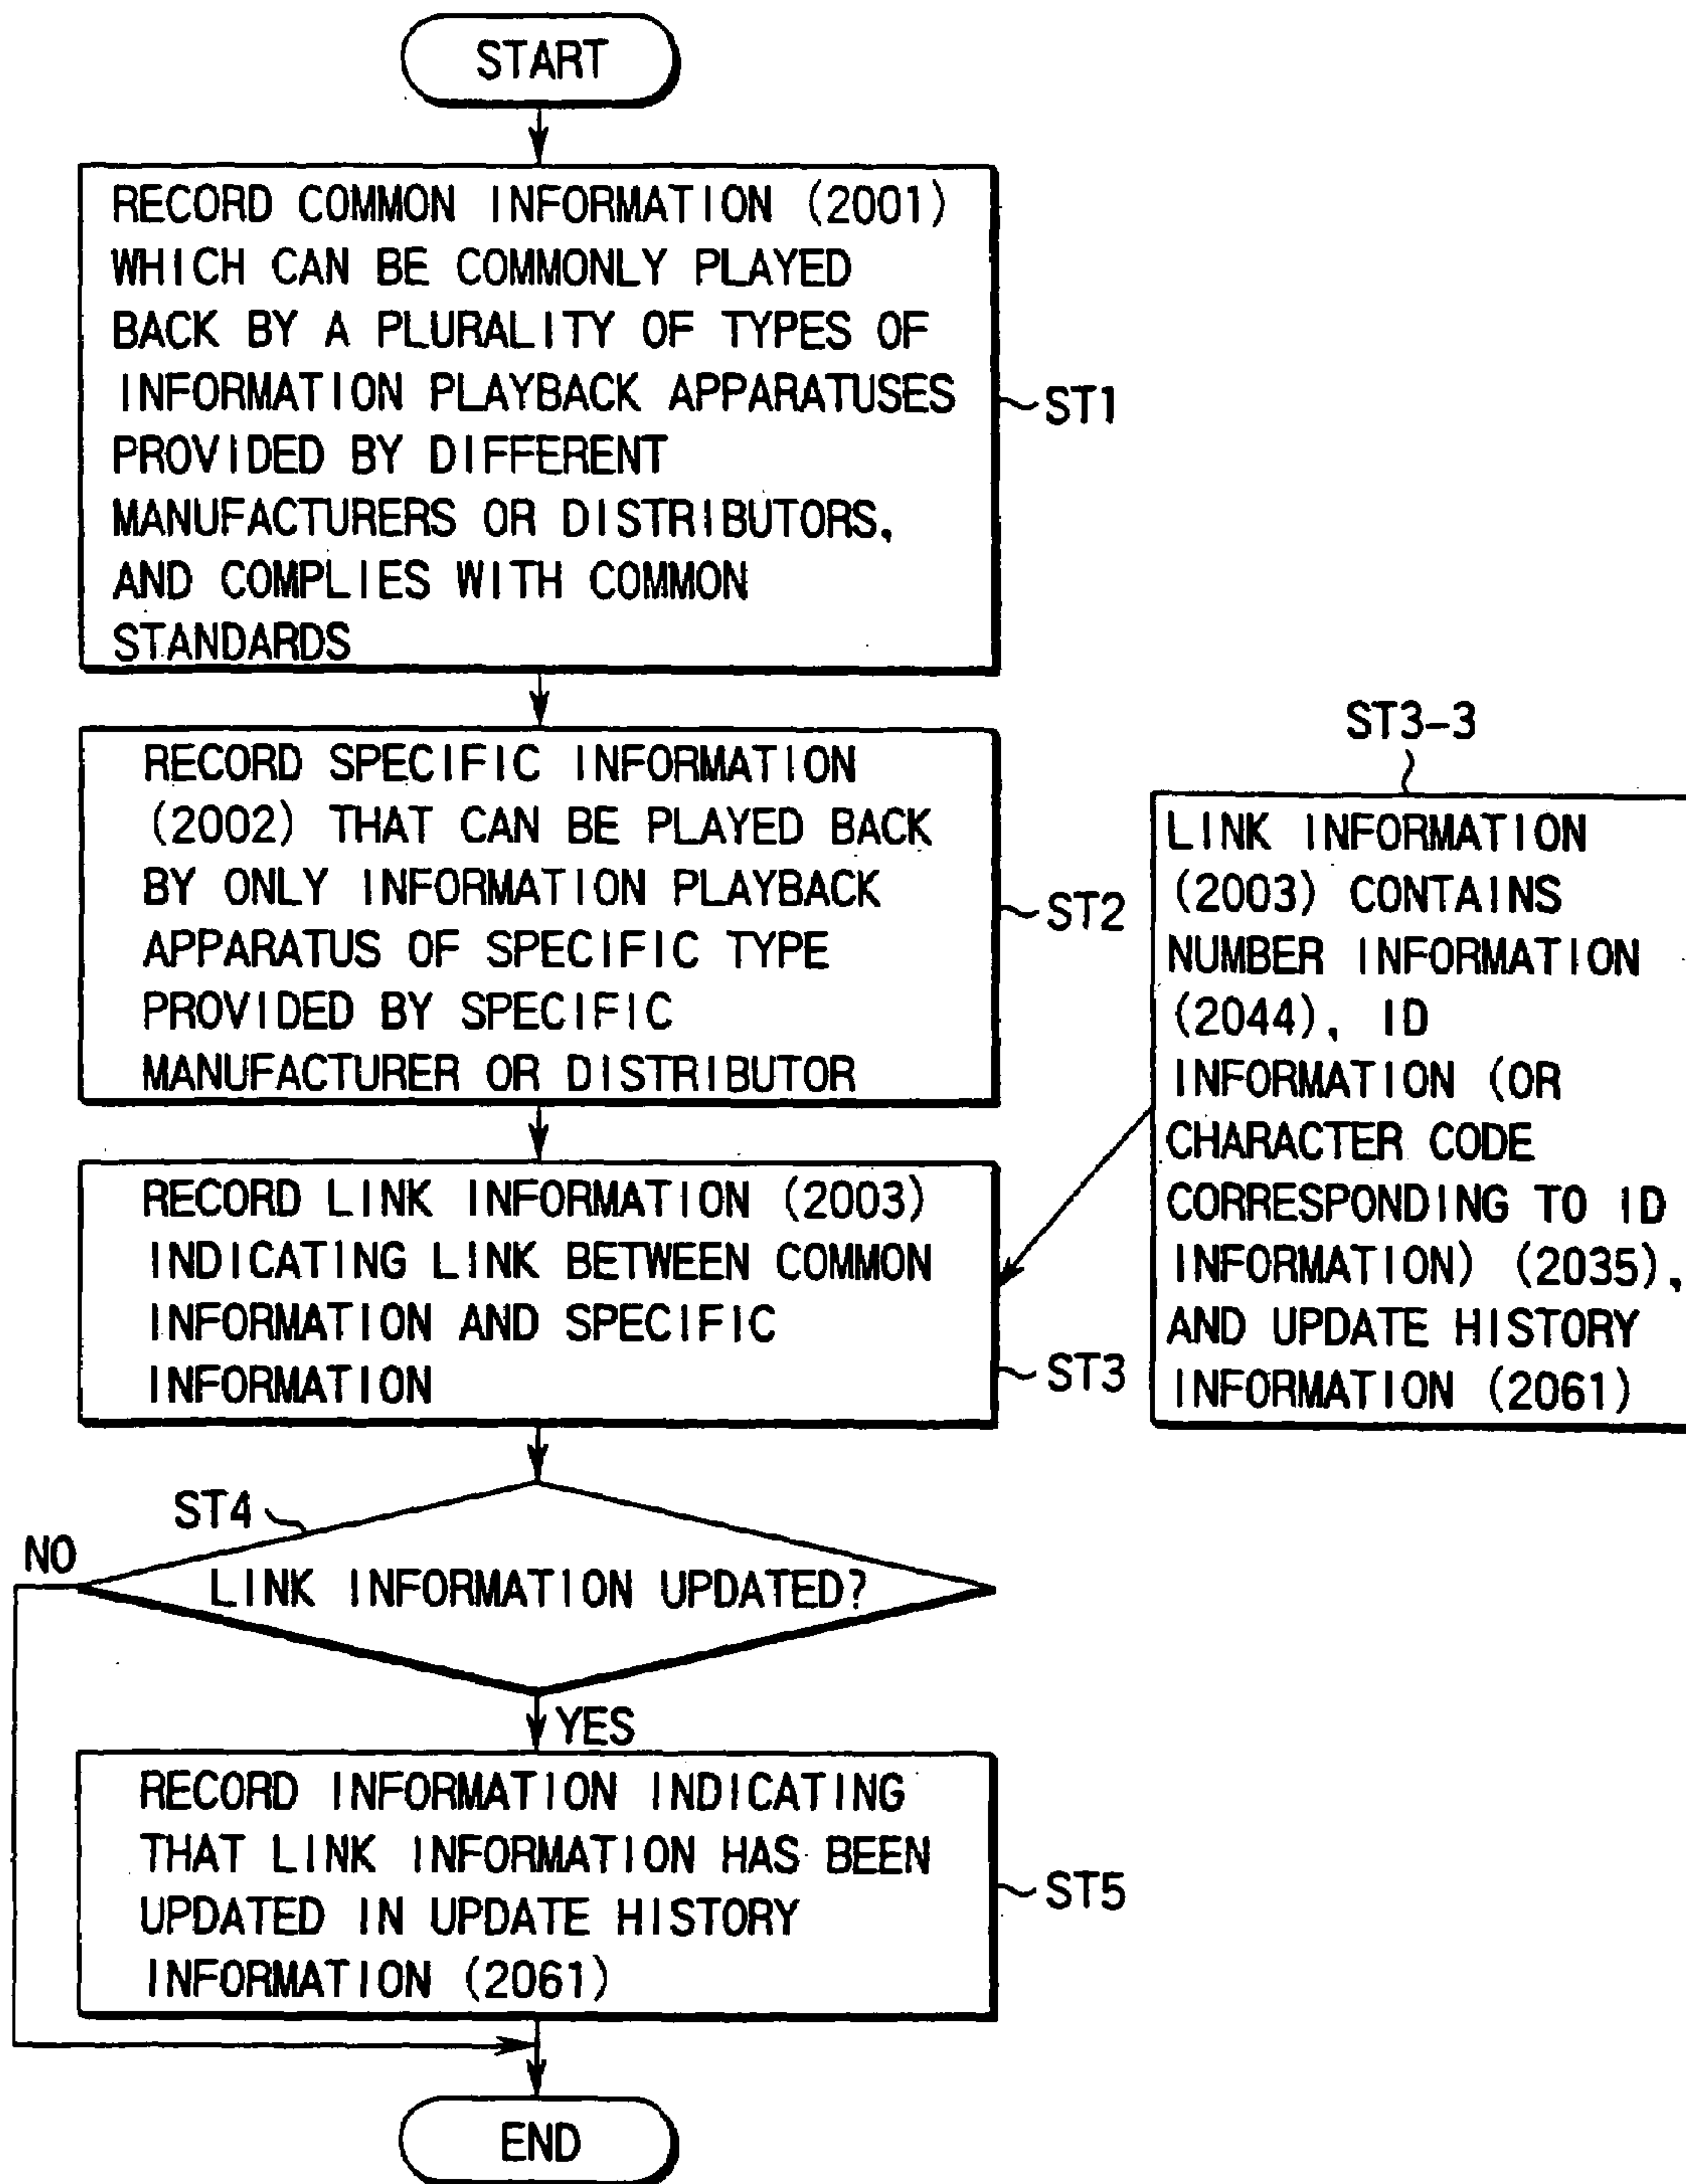 START
RECORD COMMON INFORMATION (2001)
WHICH CAN BE COMMONLY PLAYED
BACK BY A PLURALITY OF TYPES OF
INFORMATION PLAYBACK APPARATUSES
PROVIDED BY DIFFERENT
MANUFACTURERS OR DISTRIBUTORS,
AND COMPLIES WITH COMMON
STANDARDS
ST1
RECORD SPECIFIC INFORMATION
(2002) THAT CAN BE PLAYED BACK
BY ONLY INFORMATION PLAYBACK
APPARATUS OF SPECIFIC TYPE
PROVIDED BY SPECIFIC
MANUFACTURER OR DISTRIBUTOR
ST2
ST3-3
LINK INFORMATION
(2003) CONTAINS
NUMBER INFORMATION
(2044), ID
INFORMATION (OR
CHARACTER CODE
CORRESPONDING TO ID
INFORMATION) (2035),
AND UPDATE HISTORY
INFORMATION (2061)
RECORD LINK INFORMATION (2003)
INDICATING LINK BETWEEN COMMON
INFORMATION AND SPECIFIC
INFORMATION
ST3
ST4
NO
LINK INFORMATION UPDATED?
YES
RECORD INFORMATION INDICATING
THAT LINK INFORMATION HAS BEEN
UPDATED IN UPDATE HISTORY
INFORMATION (2061)
ST5
END